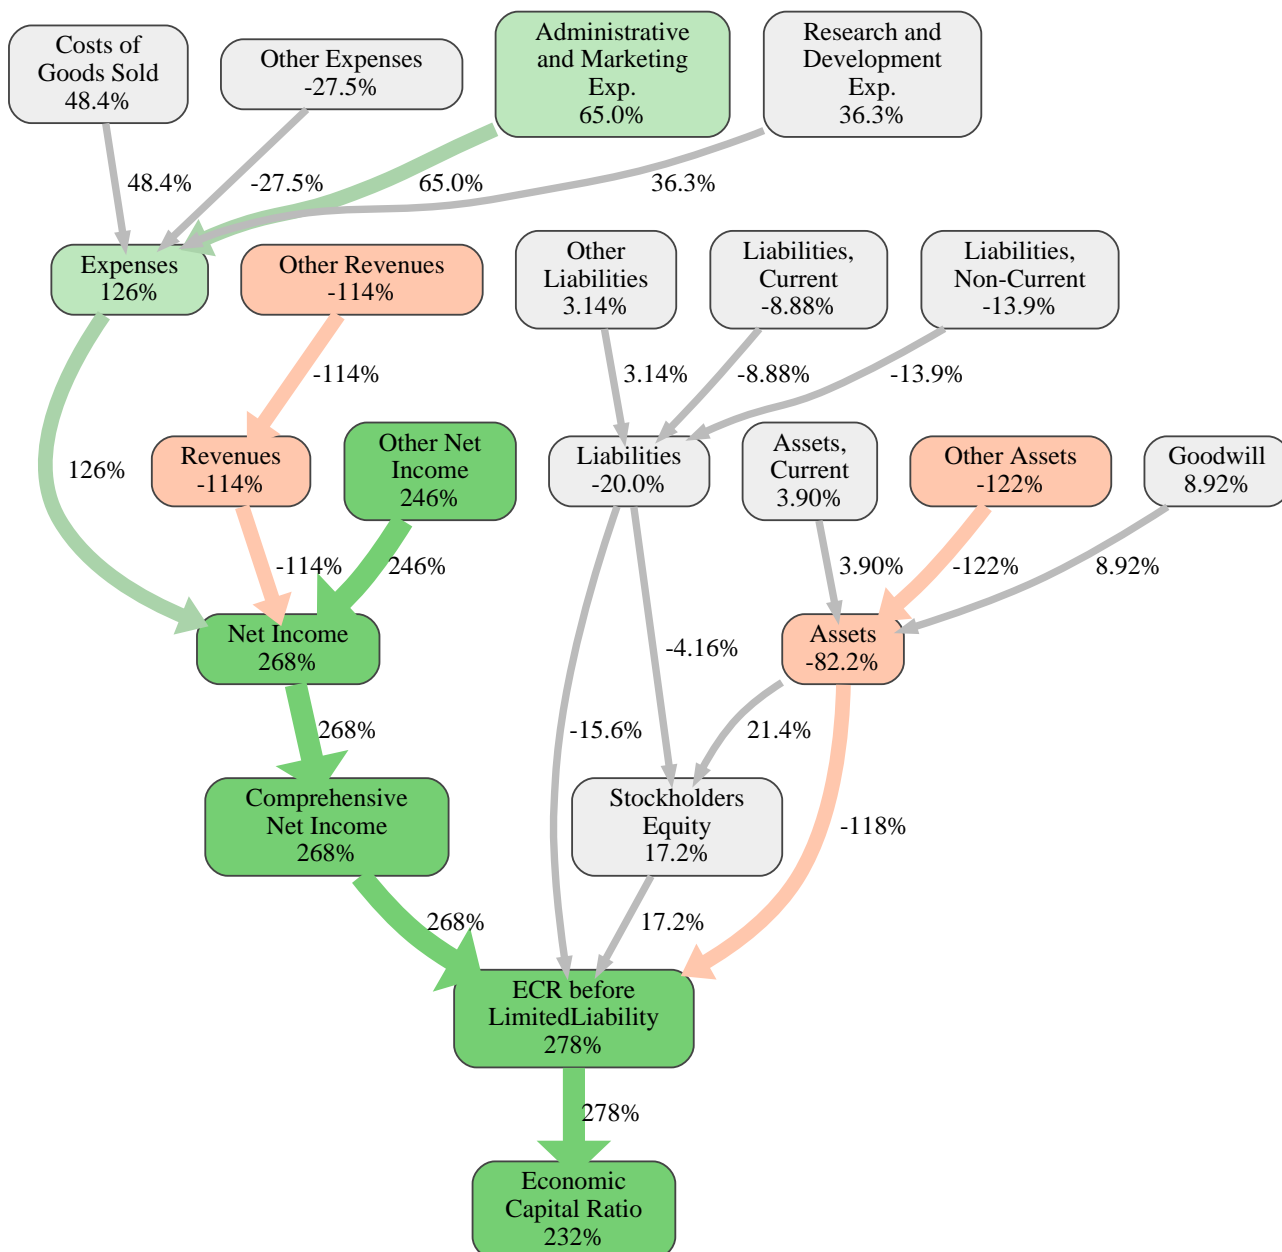 Costs of
Goods Sold
48.4%
Other Expenses
-27.5%
Administrative
and Marketing
Exp.
65.0%
Research and
Development
Exp.
36.3%
48.4%
-27.5%
65.0%
36.3%
Expenses
126%
Other Revenues
-114%
Other
Liabilities
3.14%
Liabilities,
Current
-8.88%
Liabilities,
Non-Current
-13.9%
-114%
3.14%
-8.88%
-13.9%
126%
Revenues
-114%
Other Net
Income
246%
Liabilities
-20.0%
Assets,
Current
3.90%
Other Assets
-122%
Goodwill
8.92%
-114%
246%
3.90%
-122%
8.92%
Net Income
268%
-4.16%
Assets
-82.2%
268%
-15.6%
21.4%
Comprehensive
Net Income
268%
Stockholders
Equity
17.2%
-118%
268%
17.2%
ECR before
LimitedLiability
278%
278%
Economic
Capital Ratio
232%